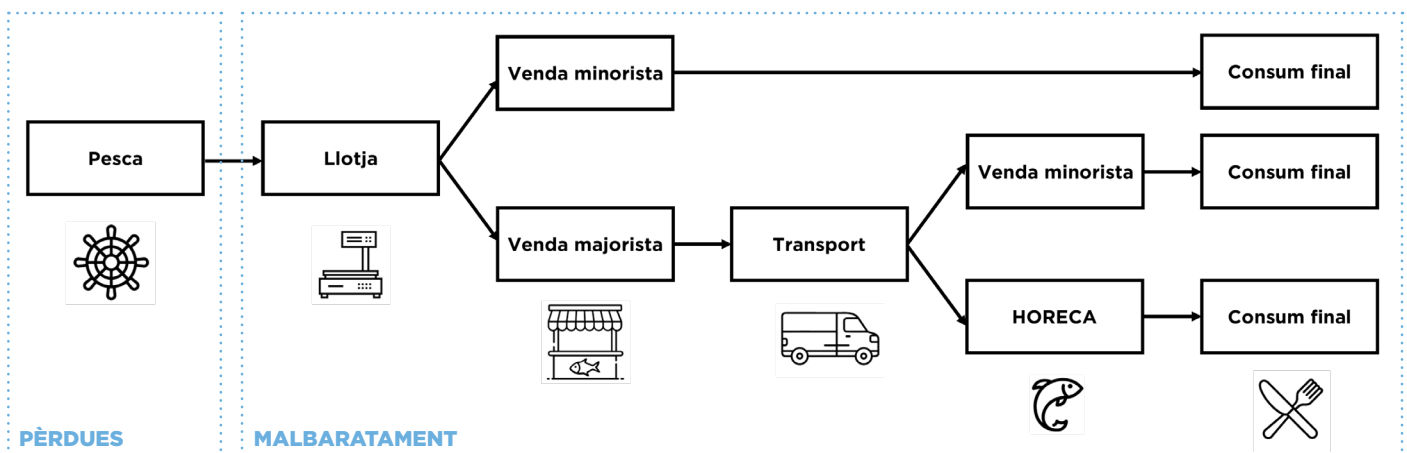 Venda minorista
Consum final
Pesca
Llotja
Venda minorista
Consum final
Venda majorista
Transport
HORECA
Consum final
PÈRDUES
MALBARATAMENT